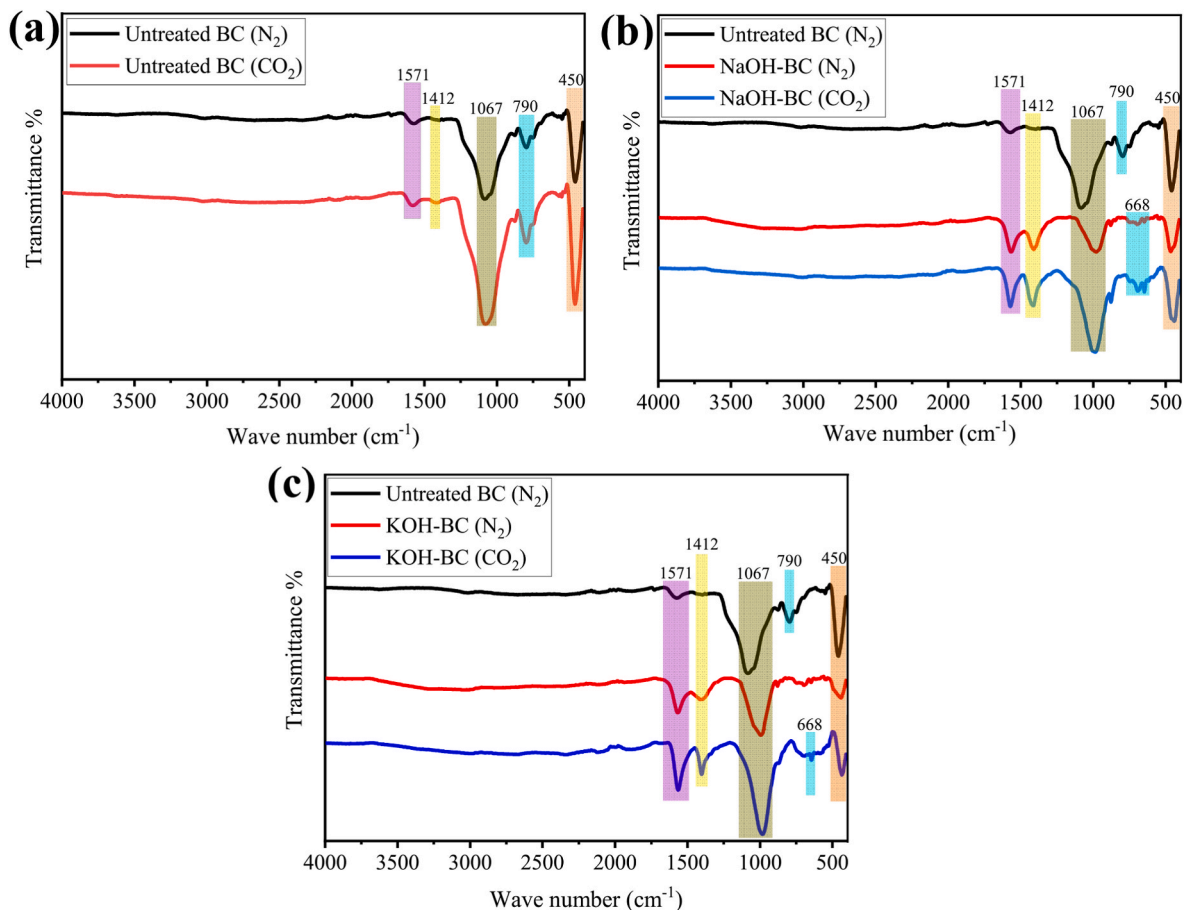 (a)
Untreated BC (N₂)
Untreated BC (CO₂)
1571
1412
1067
790
450
Transmittance %
4000 3500 3000 2500 2000 1500 1000 500
Wave number (cm⁻¹)
(b)
Untreated BC (N₂)
NaOH-BC (N₂)
NaOH-BC (CO₂)
1571
1412
1067
790
668
450
Transmittance %
4000 3500 3000 2500 2000 1500 1000 500
Wave number (cm⁻¹)
(c)
Untreated BC (N₂)
KOH-BC (N₂)
KOH-BC (CO₂)
1571
1412
1067
790
668
450
Transmittance %
4000 3500 3000 2500 2000 1500 1000 500
Wave number (cm⁻¹)